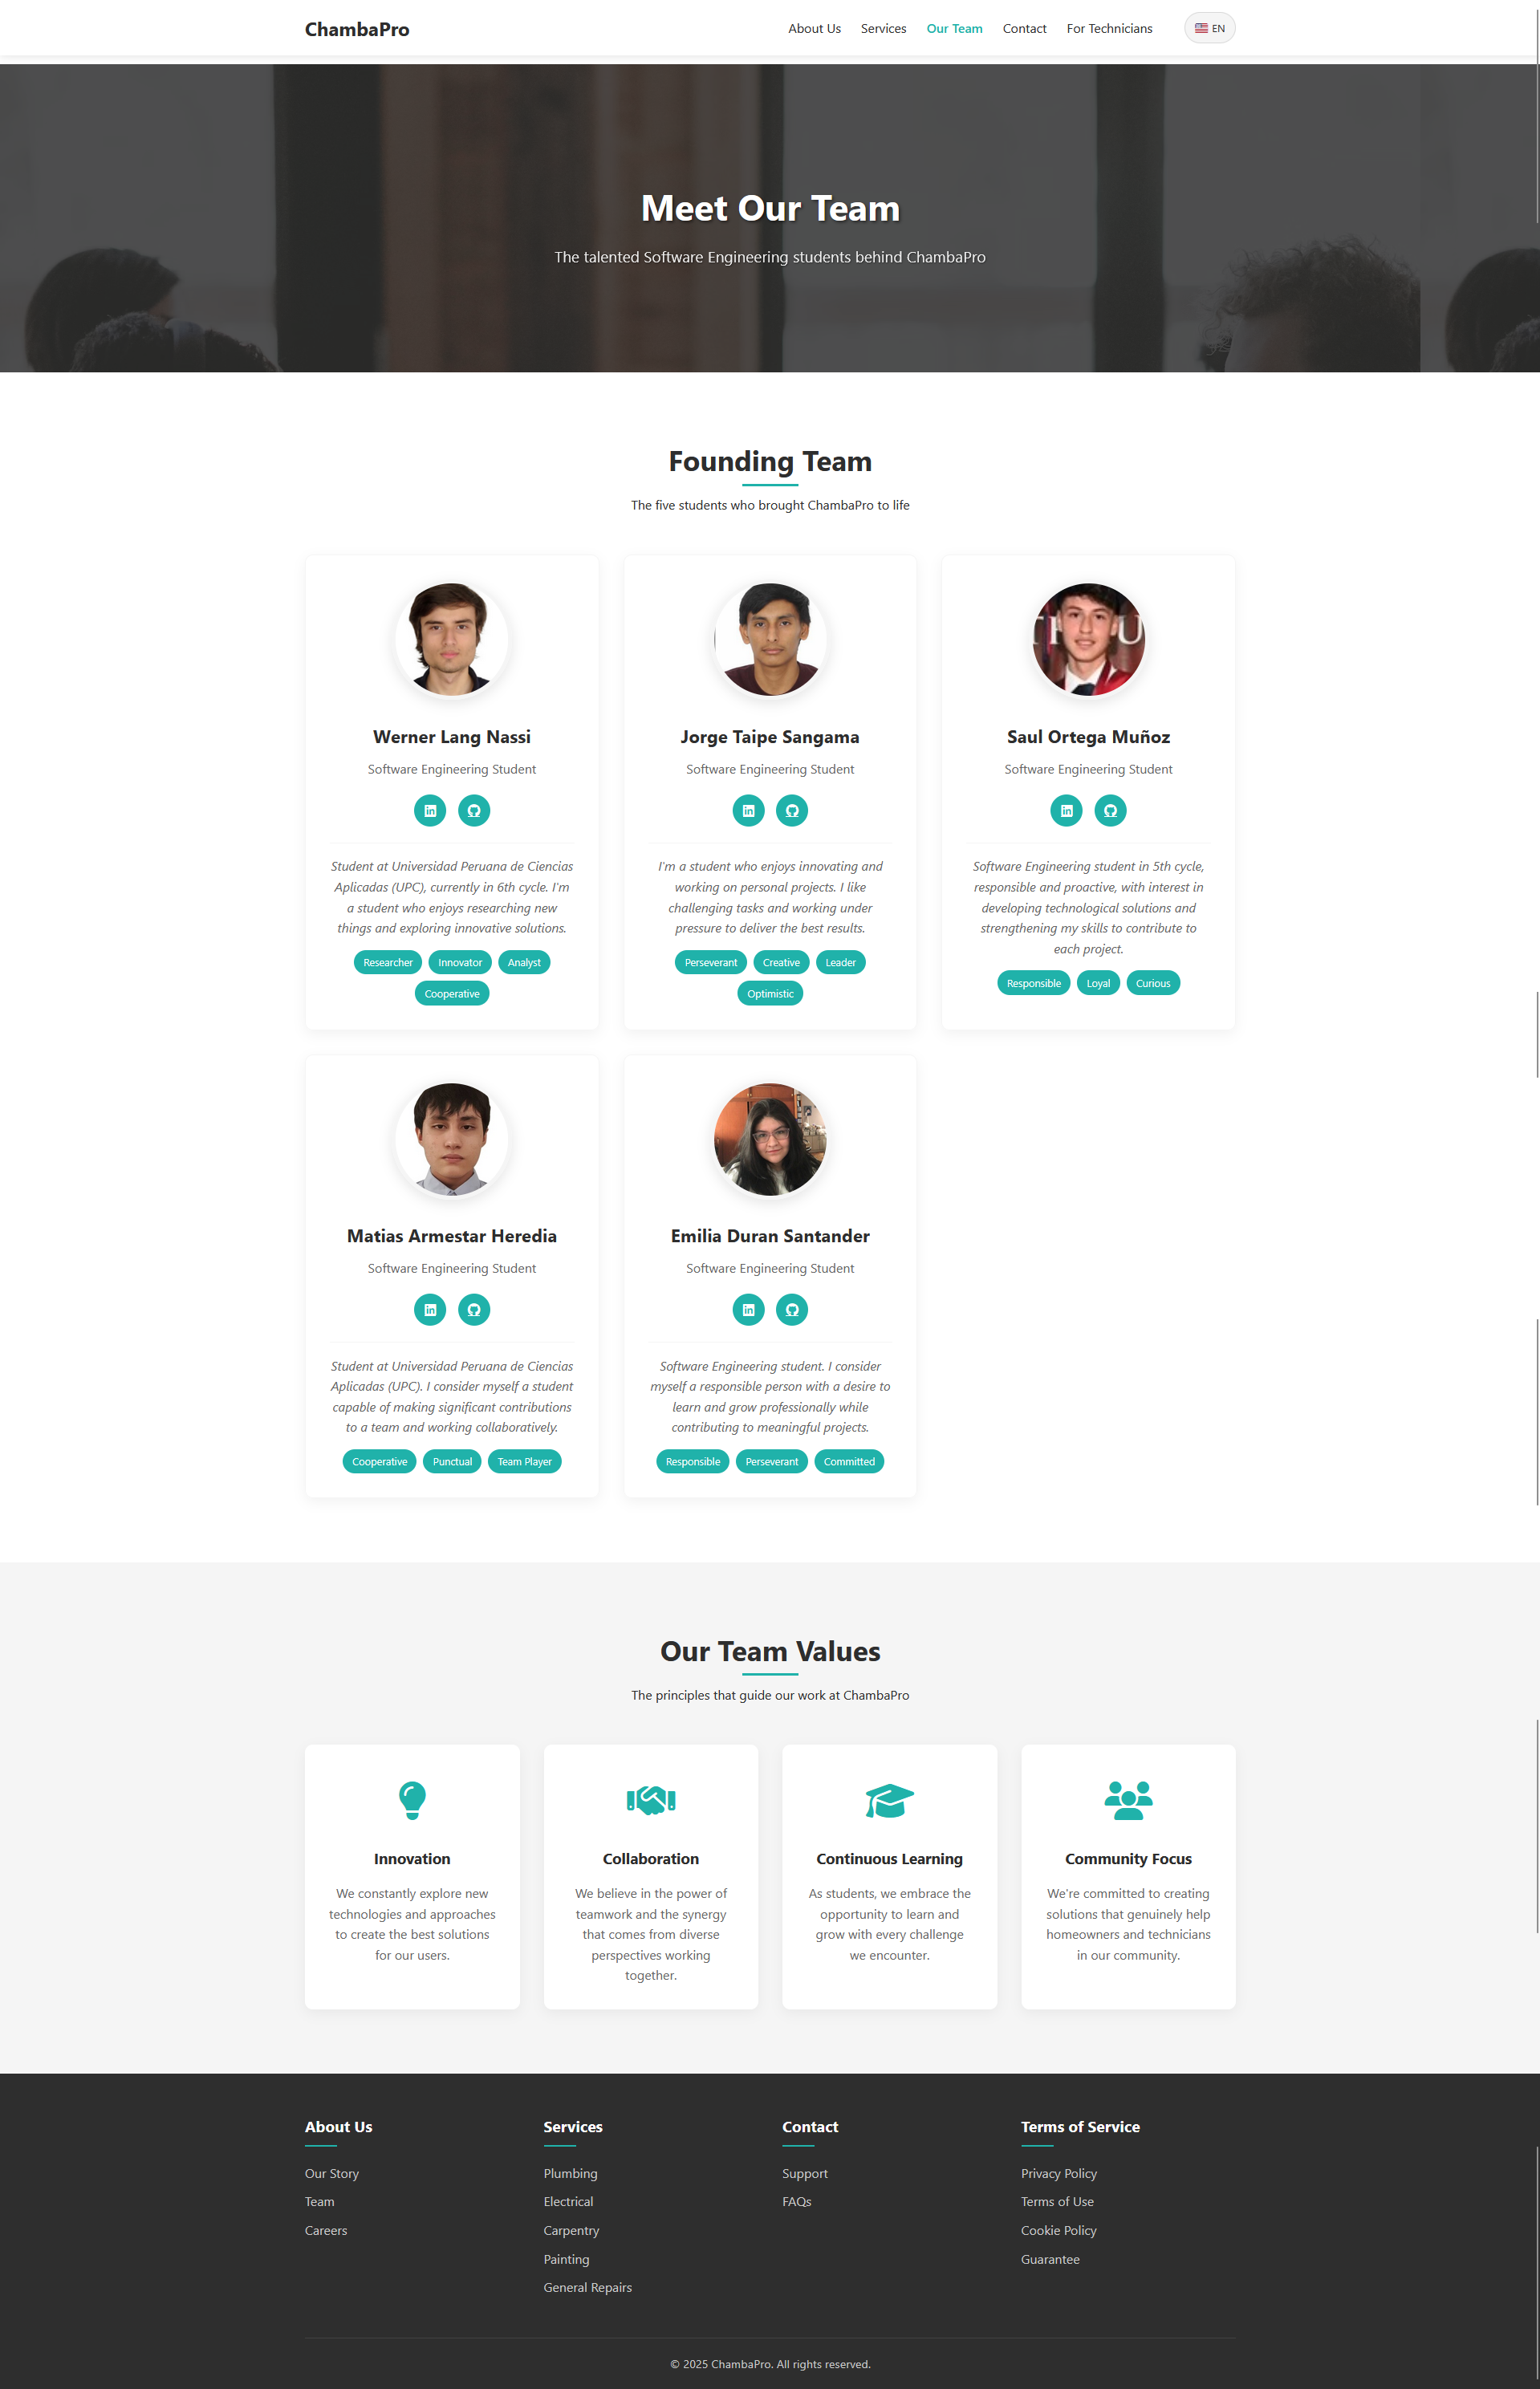 ChambaPro
About Us Services Our Team Contact For Technicians EN
Meet Our Team
The talented Software Engineering students behind ChambaPro
Founding Team
The five students who brought ChambaPro to life
Werner Lang Nassi
Software Engineering Student
Student at Universidad Peruana de Ciencias
Aplicadas (UPC), currently in 6th cycle. I'm
a student who enjoys researching new
things and exploring innovative solutions.
Researcher Innovator Analyst
Cooperative
Jorge Taipe Sangama
Software Engineering Student
I'm a student who enjoys innovating and
working on personal projects. I like
challenging tasks and working under
pressure to deliver the best results.
Perseverant Creative Leader
Optimistic
Saul Ortega Muñoz
Software Engineering Student
Software Engineering student in 5th cycle,
responsible and proactive, with interest in
developing technological solutions and
strengthening my skills to contribute to
each project.
Responsible Loyal Curious
Matias Armestar Heredia
Software Engineering Student
Student at Universidad Peruana de Ciencias
Aplicadas (UPC). I consider myself a student
capable of making significant contributions
to a team and working collaboratively.
Cooperative Punctual Team Player
Emilia Duran Santander
Software Engineering Student
Software Engineering student. I consider
myself a responsible person with a desire to
learn and grow professionally while
contributing to meaningful projects.
Responsible Perseverant Committed
Our Team Values
The principles that guide our work at ChambaPro
Innovation
We constantly explore new
technologies and approaches
to create the best solutions
for our users.
Collaboration
We believe in the power of
teamwork and the synergy
that comes from diverse
perspectives working
together.
Continuous Learning
As students, we embrace the
opportunity to learn and
grow with every challenge
we encounter.
Community Focus
We're committed to creating
solutions that genuinely help
homeowners and technicians
in our community.
About Us
Our Story
Team
Careers
Services
Plumbing
Electrical
Carpentry
Painting
General Repairs
Contact
Support
FAQs
Terms of Service
Privacy Policy
Terms of Use
Cookie Policy
Guarantee
© 2025 ChambaPro. All rights reserved.